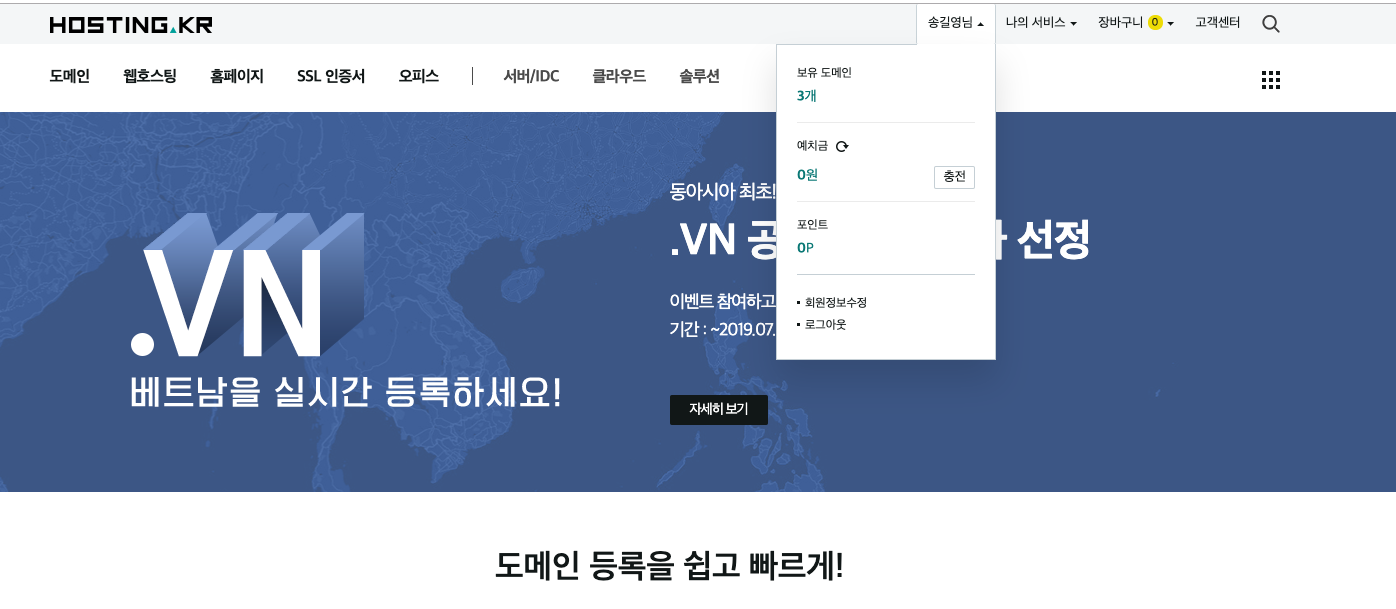 HOSTING.KR
송길영님
나의 서비스
장바구니 0
고객센터
도메인 웹호스팅 홈페이지 SSL 인증서 오피스 서버/IDC 클라우드 솔루션
보유 도메인
3개
예치금
0원 충전
포인트
0P
회원정보수정
로그아웃
.VN
베트남을 실시간 등록하세요!
동아시아 최초!
.VN 공 선정
이벤트 참여하고
기간 : ~2019.07.
자세히 보기
도메인 등록을 쉽고 빠르게!